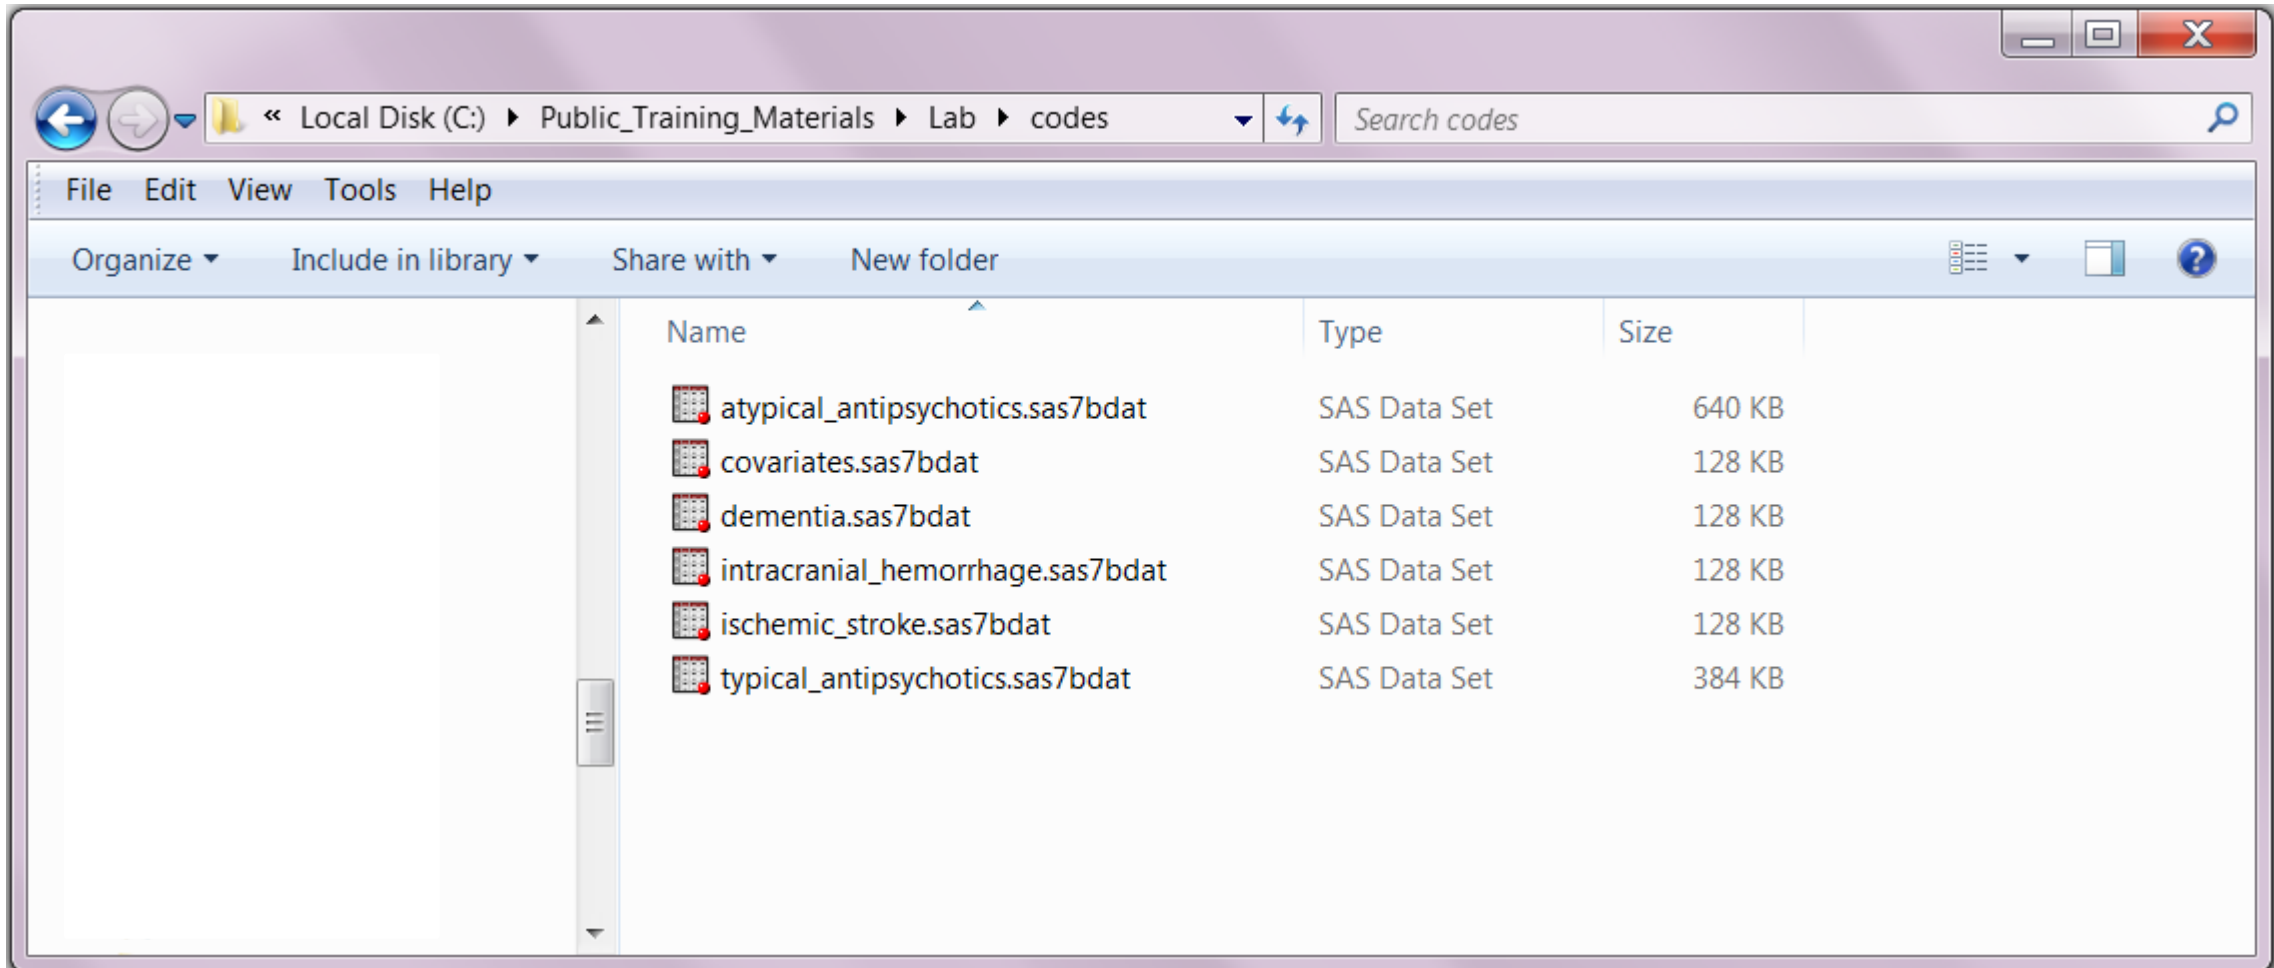 « Local Disk (C:) Public_Training_Materials Lab codes Search codes
File Edit View Tools Help
Organize Include in library Share with New folder
Name Type Size
atypical_antipsychotics.sas7bdat SAS Data Set 640 KB
covariates.sas7bdat SAS Data Set 128 KB
dementia.sas7bdat SAS Data Set 128 KB
intracranial_hemorrhage.sas7bdat SAS Data Set 128 KB
ischemic_stroke.sas7bdat SAS Data Set 128 KB
typical_antipsychotics.sas7bdat SAS Data Set 384 KB